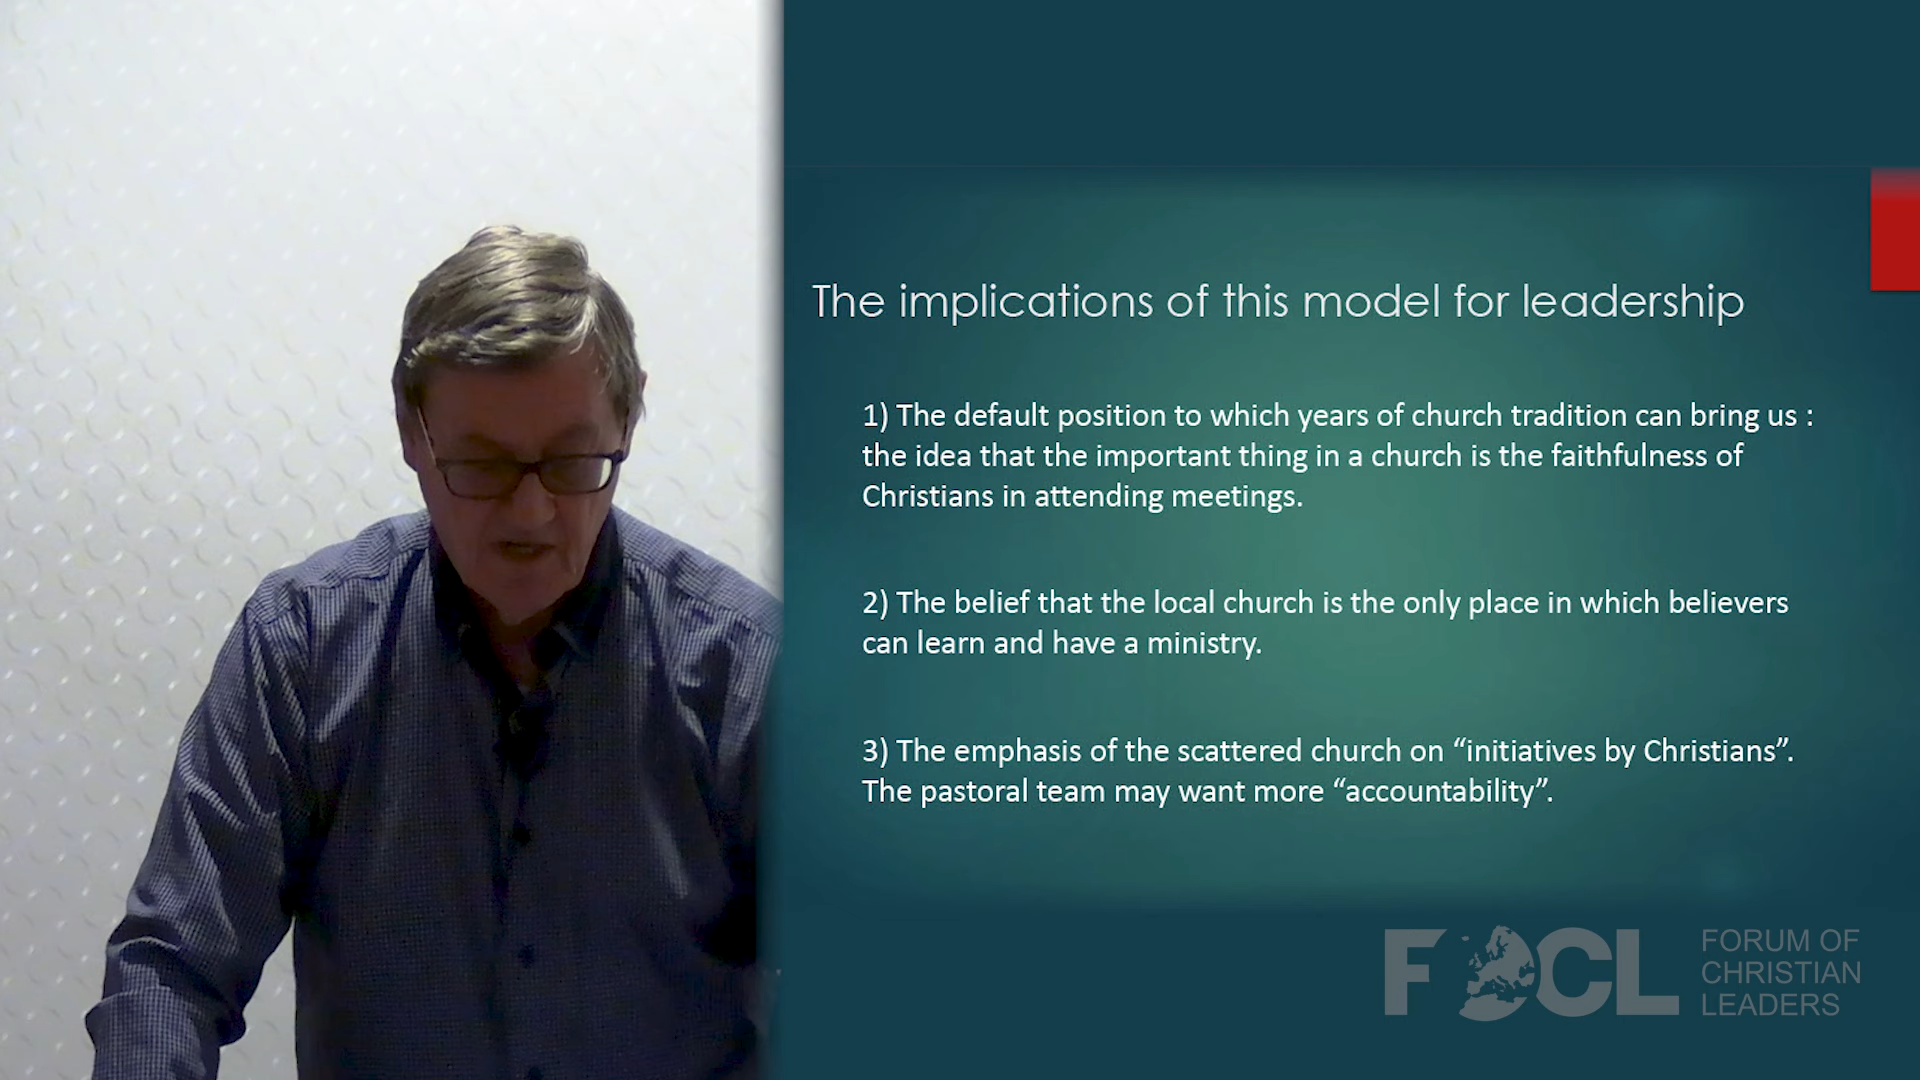 The implications of this model for leadership
1) The default position to which years of church tradition can bring us :
the idea that the important thing in a church is the faithfulness of
Christians in attending meetings.
2) The belief that the local church is the only place in which believers
can learn and have a ministry.
3) The emphasis of the scattered church on “initiatives by Christians”.
The pastoral team may want more “accountability”.
FOCL
FORUM OF
CHRISTIAN
LEADERS